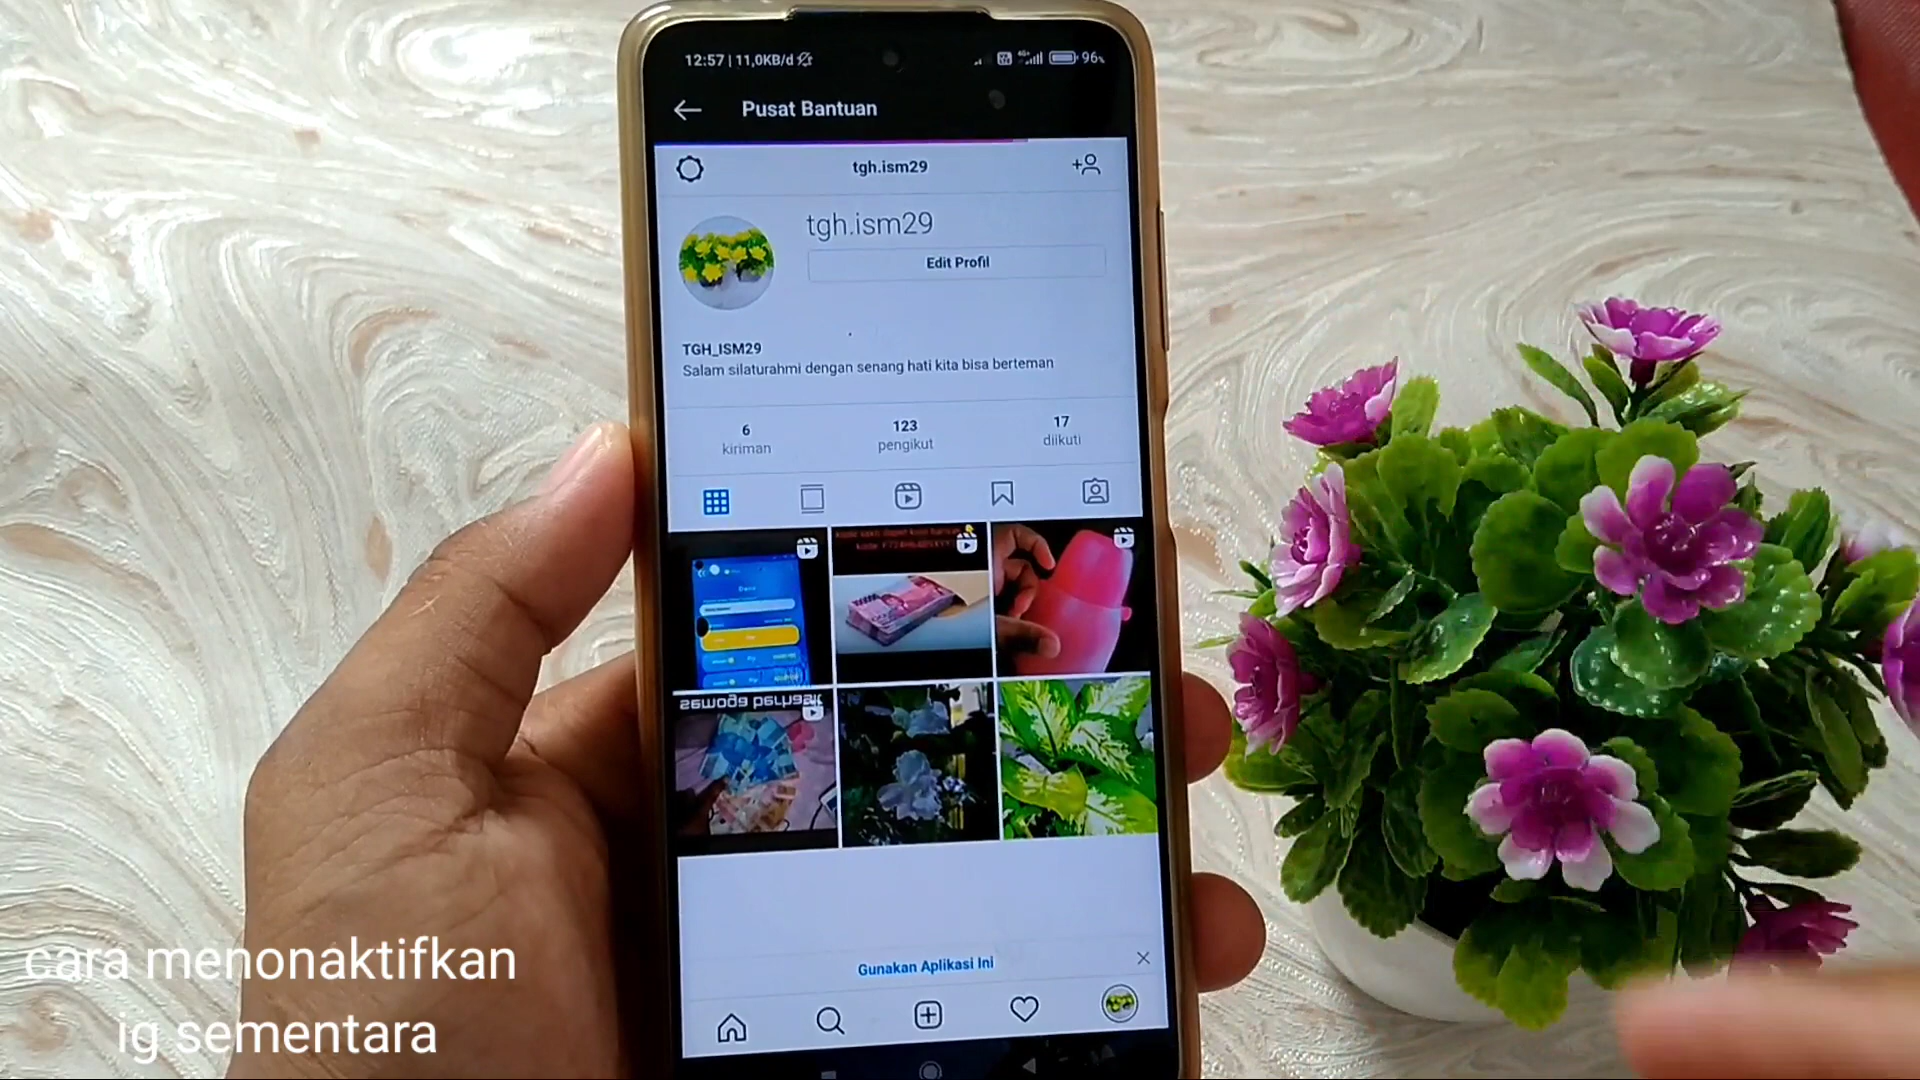 12:57 | 11,0KB/d
96%
Pusat Bantuan
tgh.ism29
tgh.ism29
Edit Profil
TGH_ISM29
Salam silaturahmi dengan senang hati kita bisa berteman
6
kiriman
123
pengikut
17
diikuti
Gunakan Aplikasi Ini
cara menonaktifkan
ig sementara